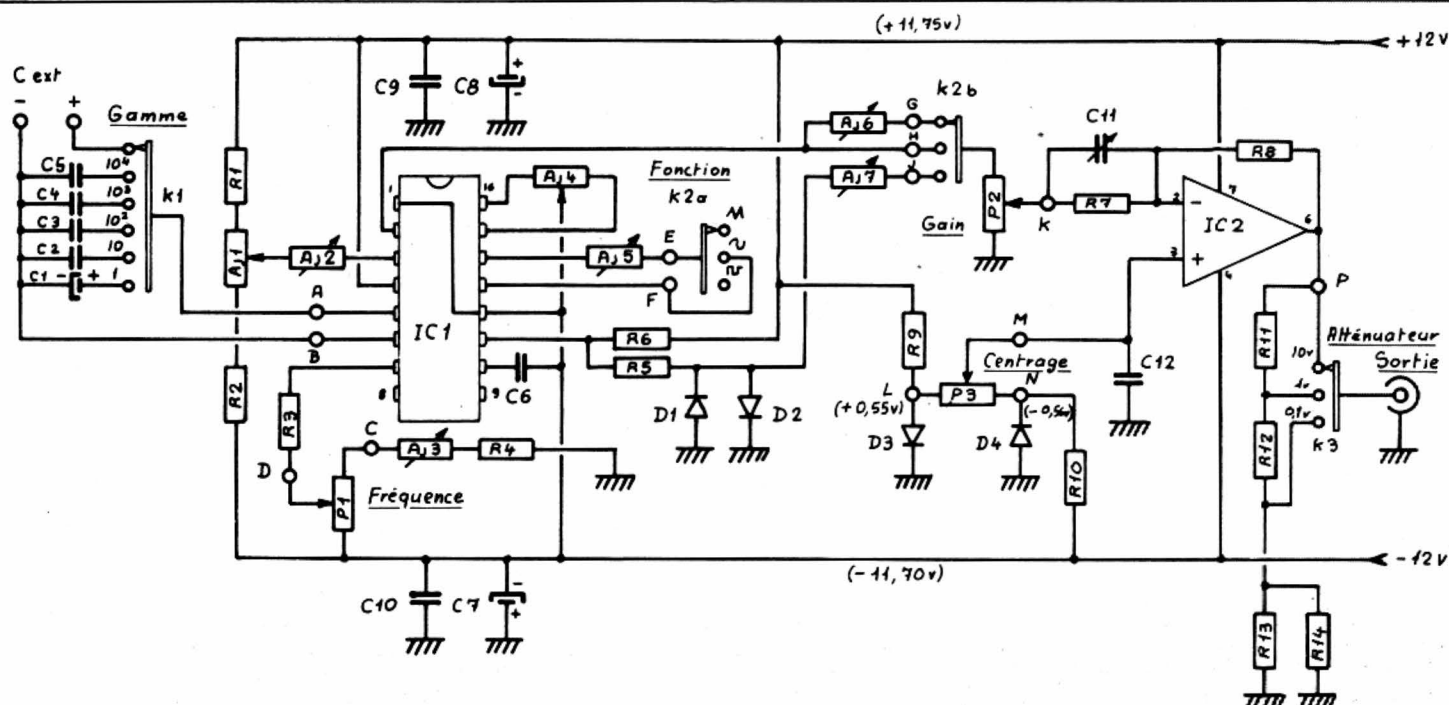 (+11,75v)
+12v
C ext
- +
Gamme
C9
C8
+
-
k2b
C11
C5
10⁴
C4
10³
C3
10²
C2
10
C1
- +
1
k1
R1
Aj1
R2
Aj2
1
16
8
9
IC1
Aj4
Fonction
k2a
M
E
F
Aj5
Aj6
Aj7
G
H
J
P2
Gain
k
R7
R8
2
-
3
+
7
6
4
IC2
P
A
B
R6
R5
C6
R3
D
C
Aj3
R4
P1
Fréquence
D1
D2
R9
M
Centrage
L
(+0,55v)
P3
N
D3
D4
R10
C12
R11
Atténuateur
Sortie
10v
1v
0,1v
k3
R12
-12v
(-11,70v)
C10
C7
-
+
R13
R14